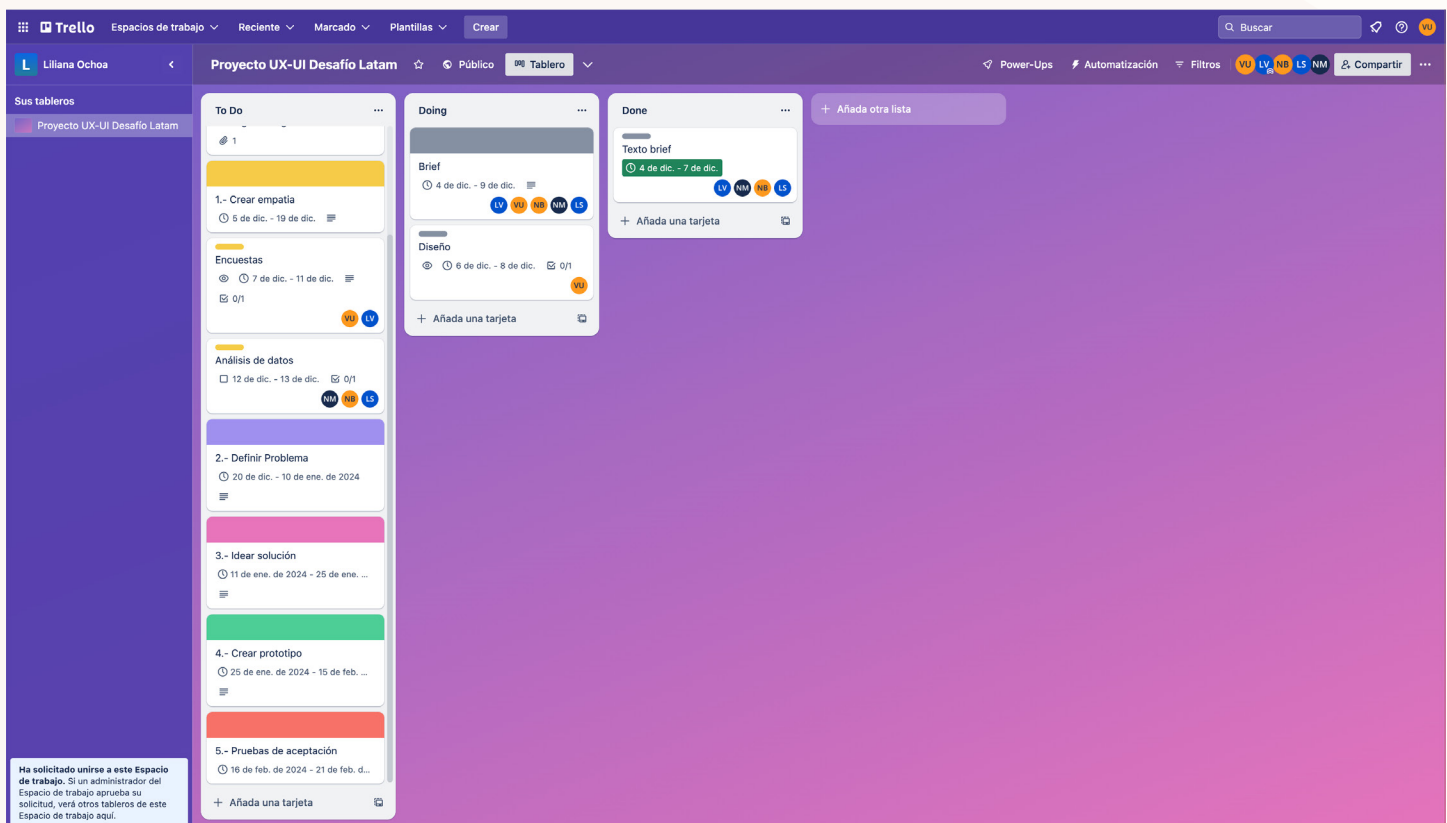 Trello Espacios de trabajo Reciente Marcado Plantillas Crear Buscar VU
L Liliana Ochoa
Proyecto UX-UI Desafío Latam Público Tablero Power-Ups Automatización Filtros VU LV NB LS NM Compartir
Sus tableros
Proyecto UX-UI Desafío Latam
Ha solicitado unirse a este Espacio
de trabajo. Si un administrador del
Espacio de trabajo aprueba su
solicitud, verá otros tableros de este
Espacio de trabajo aquí.
To Do
1
1.- Crear empatia
5 de dic. - 19 de dic.
Encuestas
7 de dic. - 11 de dic.
0/1
VU LV
Análisis de datos
12 de dic. - 13 de dic. 0/1
NM NB LS
2.- Definir Problema
20 de dic. - 10 de ene. de 2024
3.- Idear solución
11 de ene. de 2024 - 25 de ene. ...
4.- Crear prototipo
25 de ene. de 2024 - 15 de feb. ...
5.- Pruebas de aceptación
16 de feb. de 2024 - 21 de feb. d...
+ Añada una tarjeta
Doing
Brief
4 de dic. - 9 de dic.
LV VU NB NM LS
Diseño
6 de dic. - 8 de dic. 0/1
VU
+ Añada una tarjeta
Done
Texto brief
4 de dic. - 7 de dic.
LV NM NB LS
+ Añada una tarjeta
+ Añada otra lista